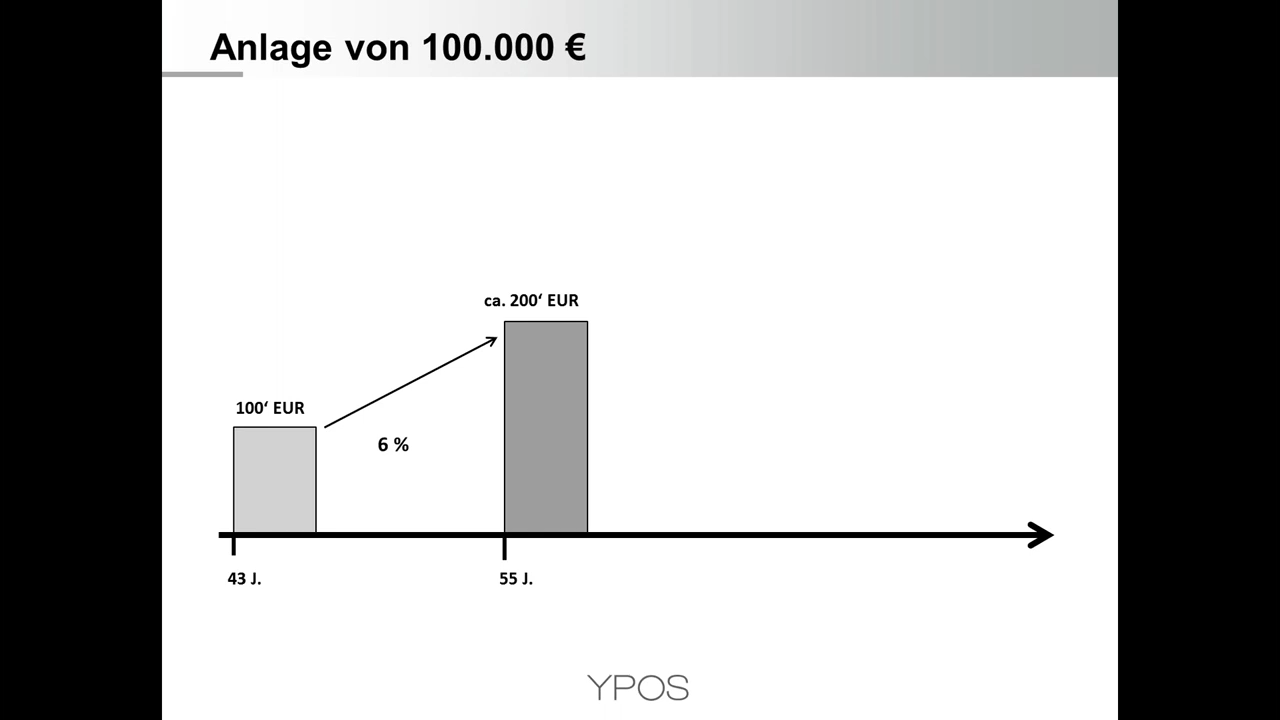 Anlage von 100.000 €
ca. 200‘ EUR
100‘ EUR
6 %
43 J.
55 J.
YPOS